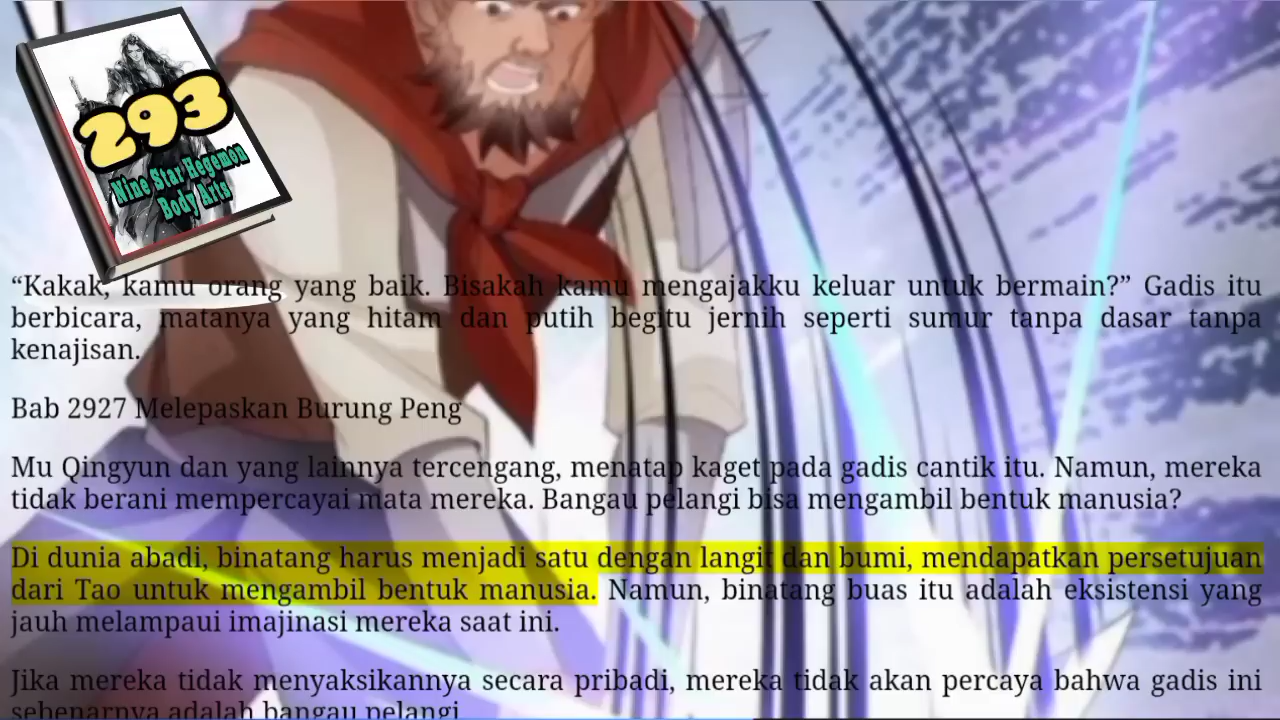 293
Nine Star Hegemon
Body Arts
“Kakak, kamu orang yang baik. Bisakah kamu mengajakku keluar untuk bermain?” Gadis itu
berbicara, matanya yang hitam dan putih begitu jernih seperti sumur tanpa dasar tanpa
kenajisan.
Bab 2927 Melepaskan Burung Peng
Mu Qingyun dan yang lainnya tercengang, menatap kaget pada gadis cantik itu. Namun, mereka
tidak berani mempercayai mata mereka. Bangau pelangi bisa mengambil bentuk manusia?
Di dunia abadi, binatang harus menjadi satu dengan langit dan bumi, mendapatkan persetujuan
dari Tao untuk mengambil bentuk manusia. Namun, binatang buas itu adalah eksistensi yang
jauh melampaui imajinasi mereka saat ini.
Jika mereka tidak menyaksikannya secara pribadi, mereka tidak akan percaya bahwa gadis ini
sebenarnya adalah bangau pelangi.